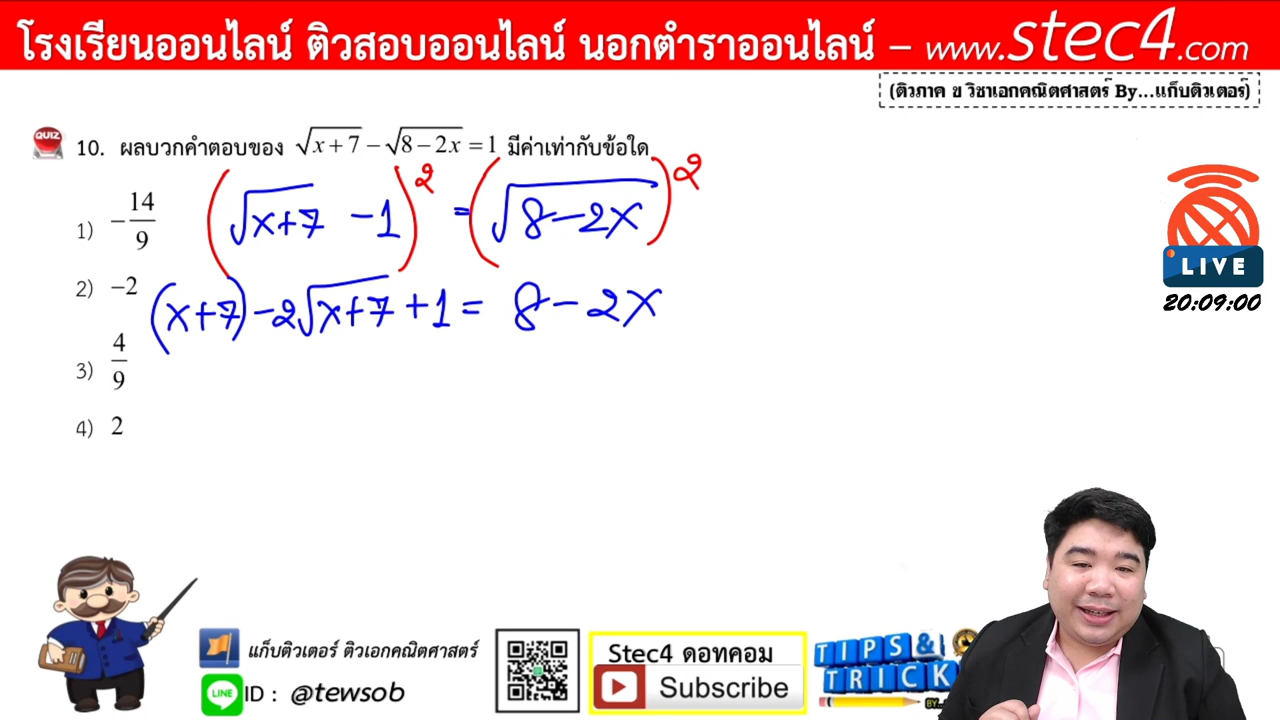 โรงเรียนออนไลน์ ติวสอบออนไลน์ นอกตำราออนไลน์ – www.stec4.com
(ติวภาค ข วิชาเอกคณิตศาสตร์ By...แก็บติวเตอร์)
QUIZ 10. ผลบวกคำตอบของ √(x+7) − √(8−2x) = 1 มีค่าเท่ากับข้อใด
1) −14/9
(√(x+7) −1)² = (√(8−2x))²
2) −2
(x+7) −2√(x+7) +1 = 8−2x
3) 4/9
4) 2
LIVE
20:09:00
แก็บติวเตอร์ ติวเอกคณิตศาสตร์
LINE ID : @tewsob
Stec4 ดอทคอม
Subscribe
TIPS &
TRICK